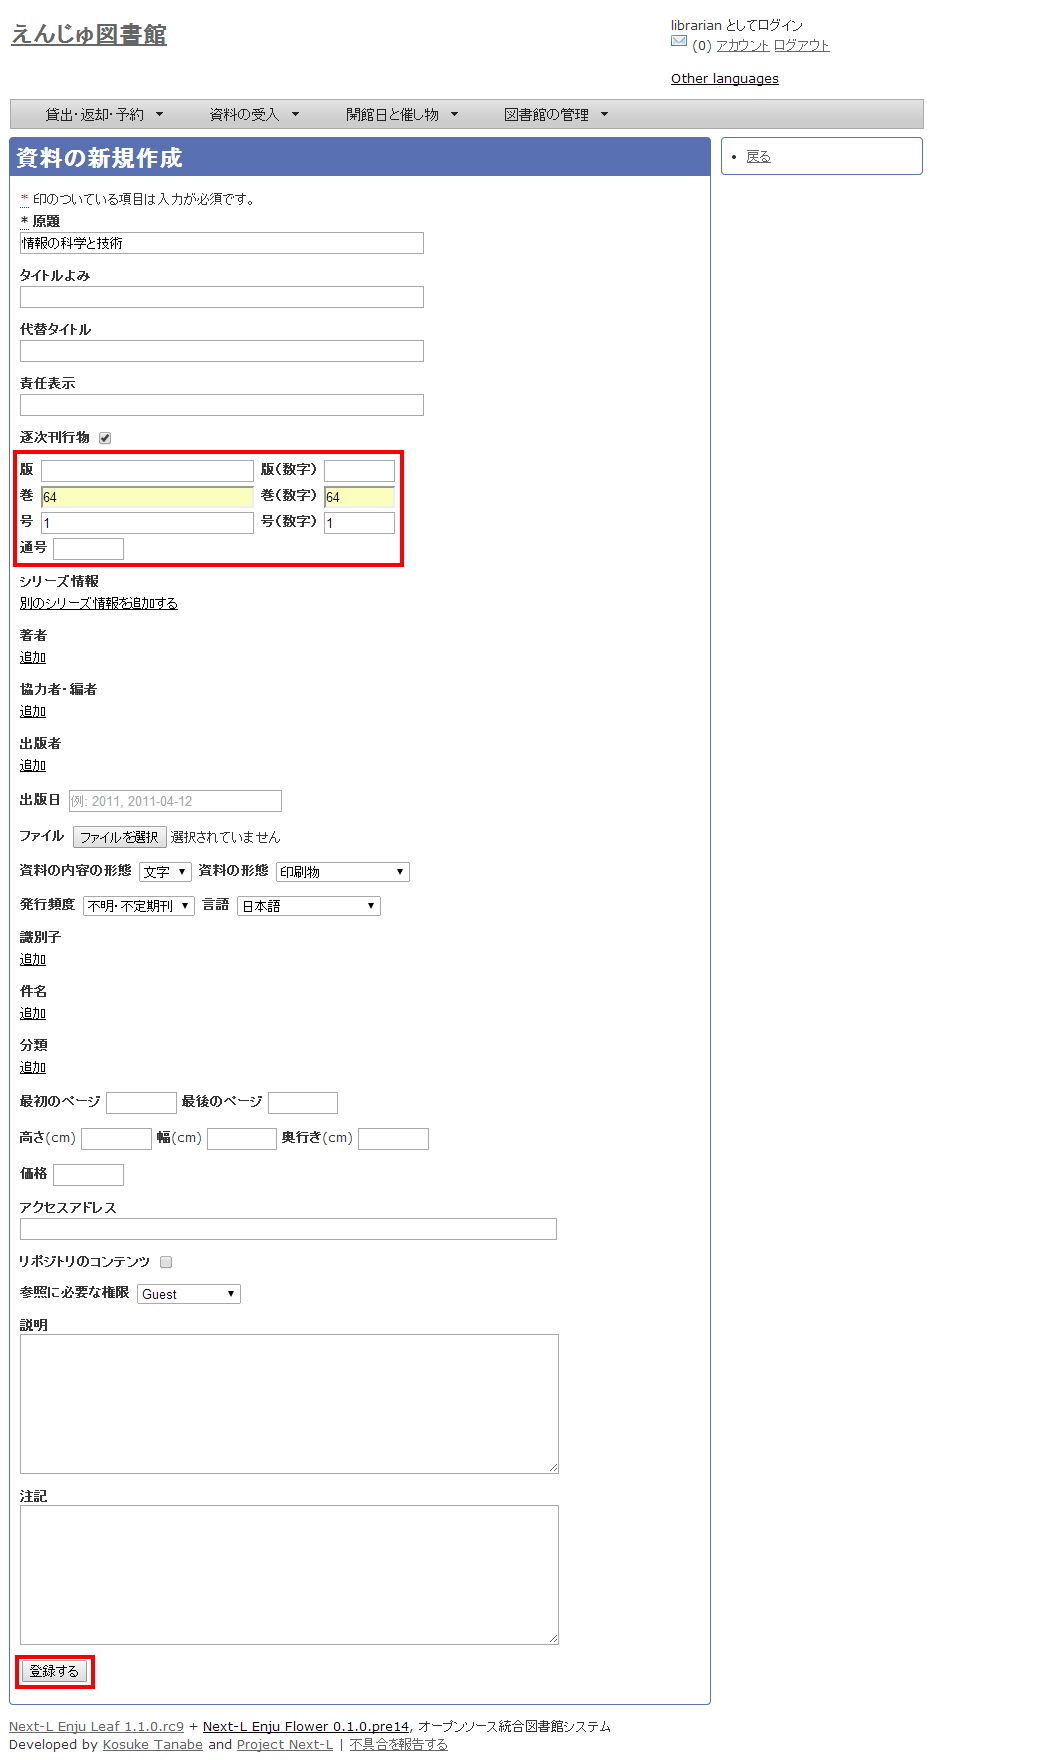 えんじゅ図書館
librarian としてログイン
(0) アカウント ログアウト
Other languages
貸出・返却・予約 ▼ 資料の受入 ▼ 開館日と催し物 ▼ 図書館の管理 ▼
資料の新規作成
戻る
* 印のついている項目は入力が必須です。
* 原題
情報の科学と技術
タイトルよみ
代替タイトル
責任表示
逐次刊行物
版 版(数字)
巻 64 巻(数字) 64
号 1 号(数字) 1
通号
シリーズ情報
別のシリーズ情報を追加する
著者
追加
協力者・編者
追加
出版者
追加
出版日 例: 2011, 2011-04-12
ファイル ファイルを選択 選択されていません
資料の内容の形態 文字 ▼ 資料の形態 印刷物 ▼
発行頻度 不明・不定期刊 ▼ 言語 日本語 ▼
識別子
追加
件名
追加
分類
追加
最初のページ 最後のページ
高さ(cm) 幅(cm) 奥行き(cm)
価格
アクセスアドレス
リポジトリのコンテンツ
参照に必要な権限 Guest ▼
説明
注記
登録する
Next-L Enju Leaf 1.1.0.rc9 + Next-L Enju Flower 0.1.0.pre14, オープンソース統合図書館システム
Developed by Kosuke Tanabe and Project Next-L | 不具合を報告する